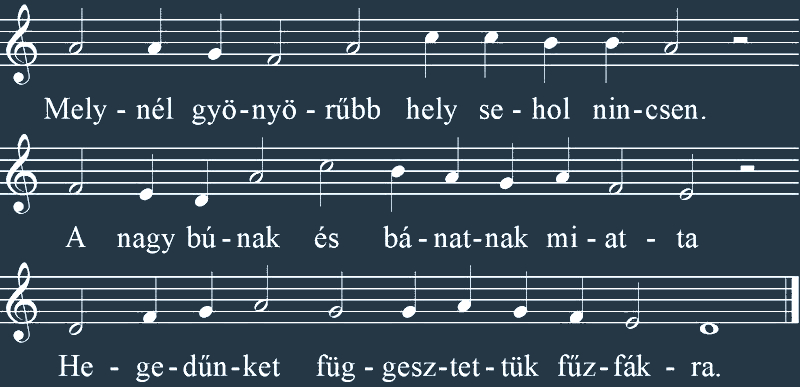 Mely - nél gyö-nyö - rűbb hely se - hol nin-csen.
A nagy bú - nak és bá - nat-nak mi - at - ta
He - ge-dűn-ket füg - gesz-tet - tük fűz-fák - ra.